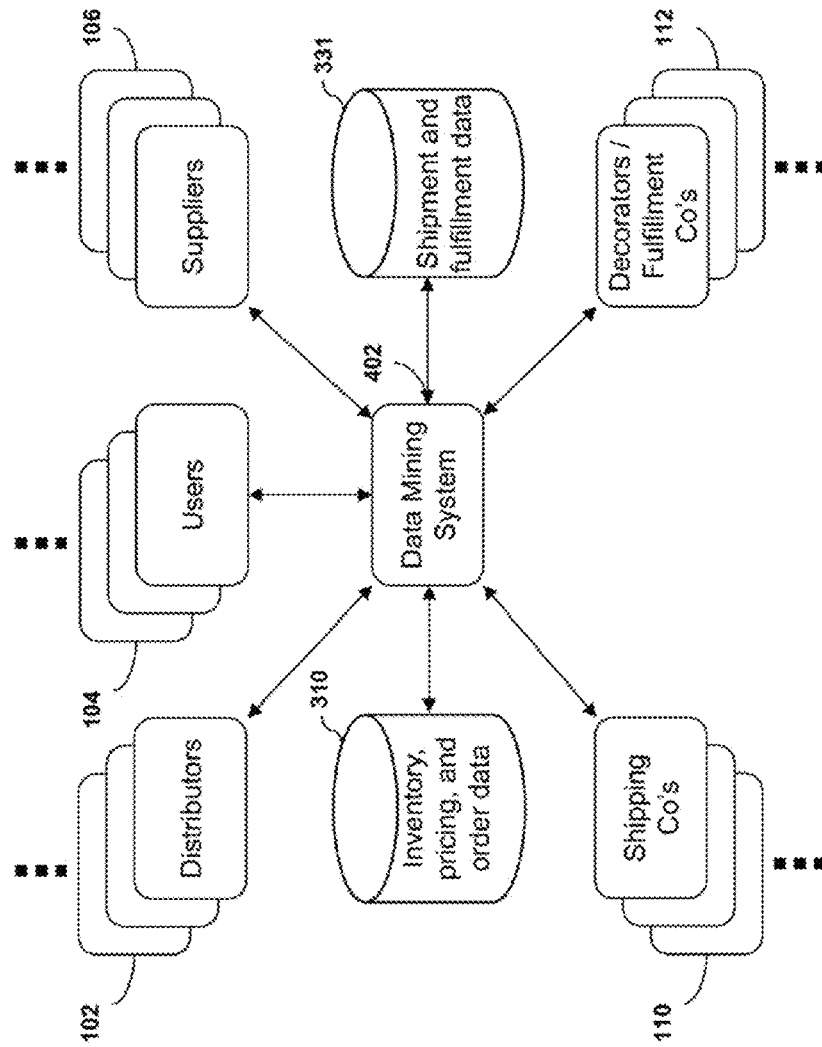 102
Distributors
104
Users
106
Suppliers
310
Inventory,
pricing, and
order data
402
Data Mining
System
331
Shipment and
fulfillment data
Shipping
Co's
110
Decorators /
Fulfillment
Co's
112